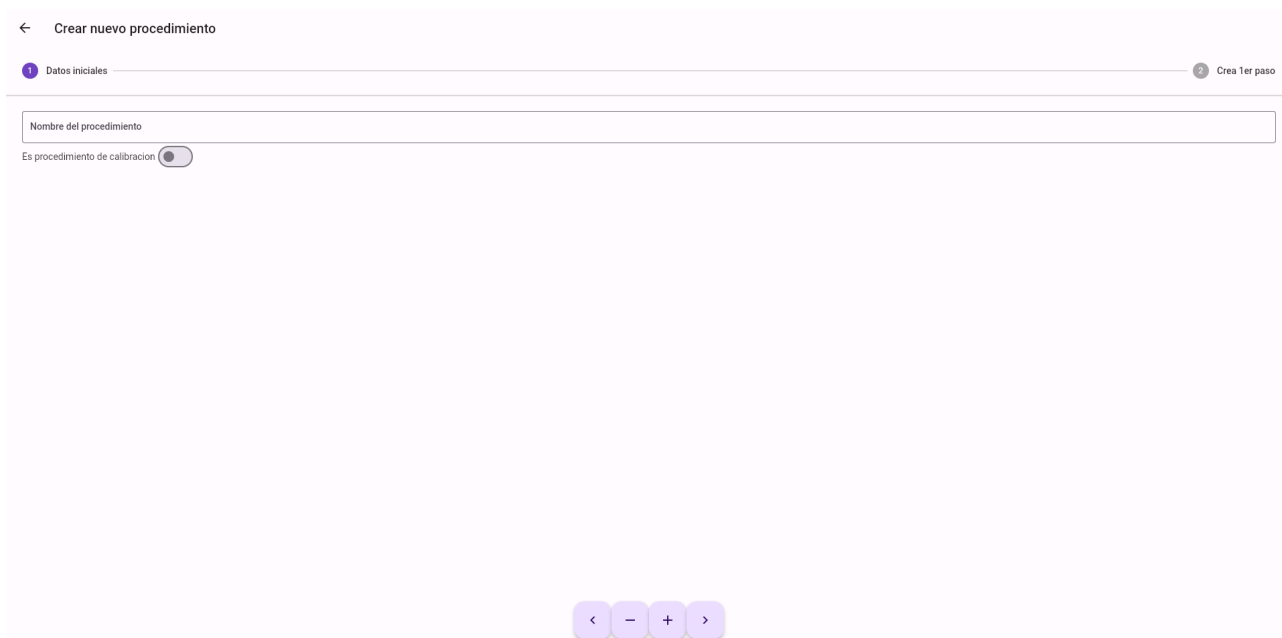 Crear nuevo procedimiento
1 Datos iniciales 2 Crea 1er paso
Nombre del procedimiento
Es procedimiento de calibracion